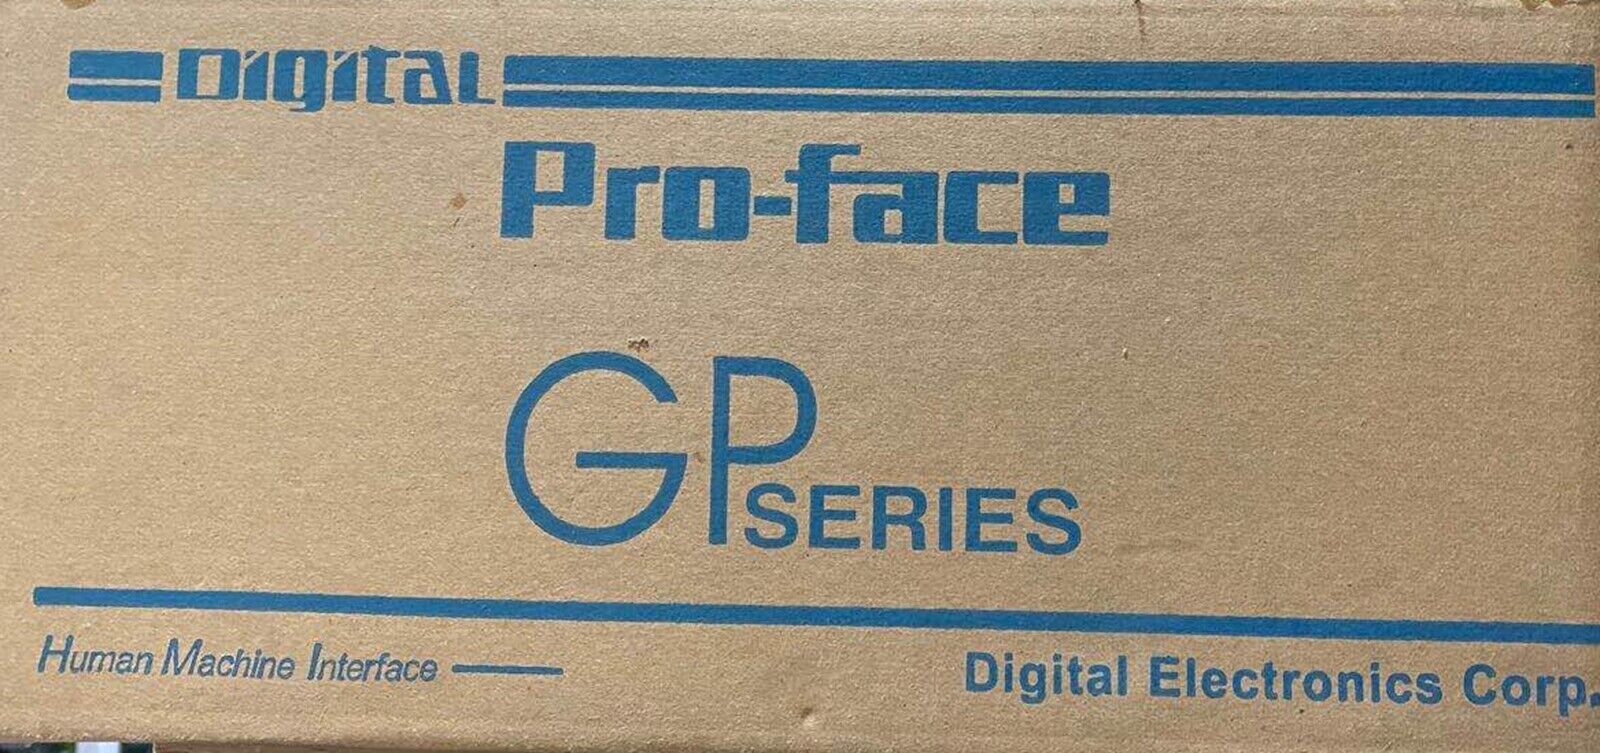 Digital
Pro-face
GP SERIES
Human Machine Interface
Digital Electronics Corp.